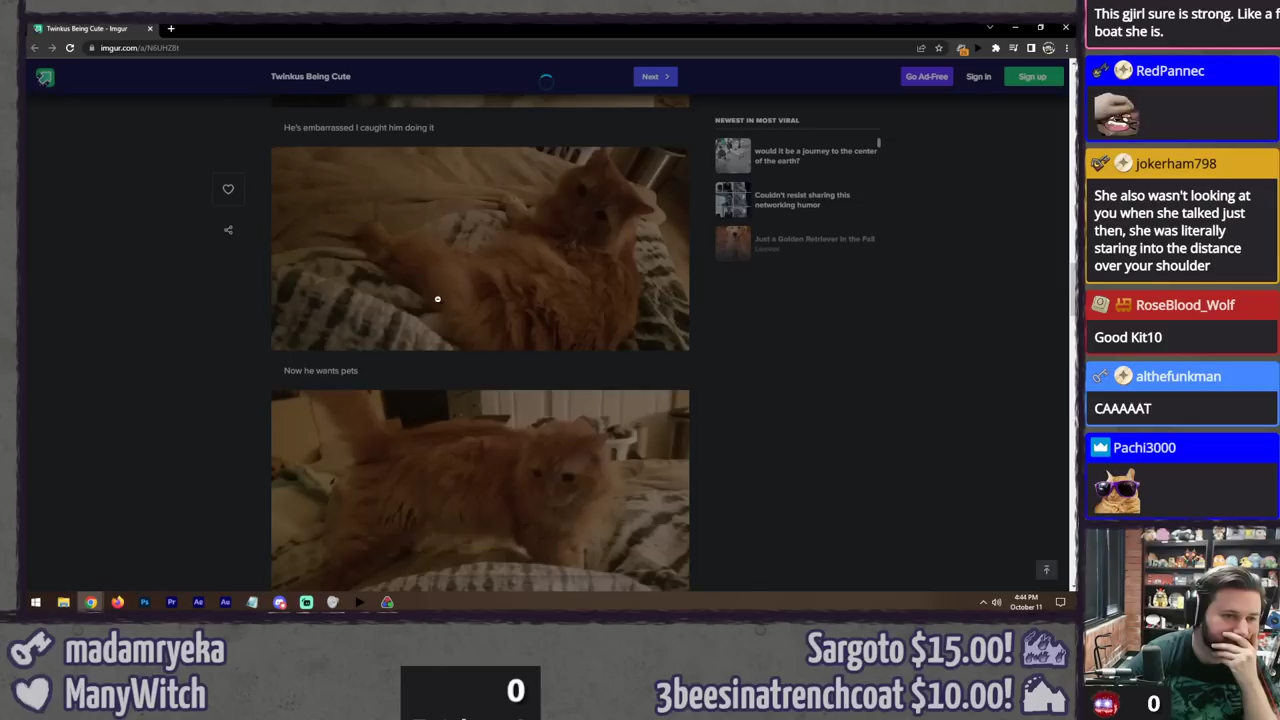 Twinkus Being Cute - Imgur
imgur.com/a/N6UHZ8t
Twinkus Being Cute
Next
Go Ad-Free
Sign in
Sign up
He's embarrassed I caught him doing it
Now he wants pets
NEWEST IN MOST VIRAL
would it be a journey to the center
of the earth?
Couldn't resist sharing this
networking humor
Just a Golden Retriever in the Fall
Leaves
4:44 PM
October 11
This gjirl sure is strong. Like a f
boat she is.
RedPannec
jokerham798
She also wasn't looking at
you when she talked just
then, she was literally
staring into the distance
over your shoulder
RoseBlood_Wolf
Good Kit10
althefunkman
CAAAAAT
Pachi3000
madamryeka
ManyWitch
0
Sargoto $15.00!
3beesinatrenchcoat $10.00!
0